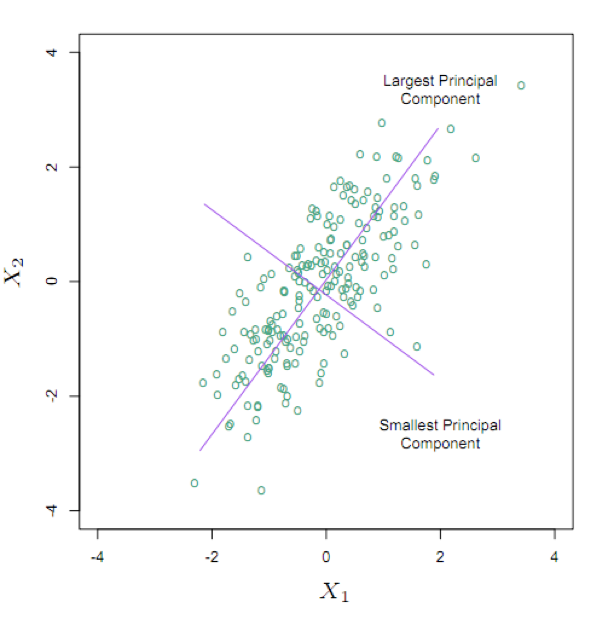 Largest Principal
Component
Smallest Principal
Component
4
2
0
-2
-4
X2
-4
-2
0
2
4
X1